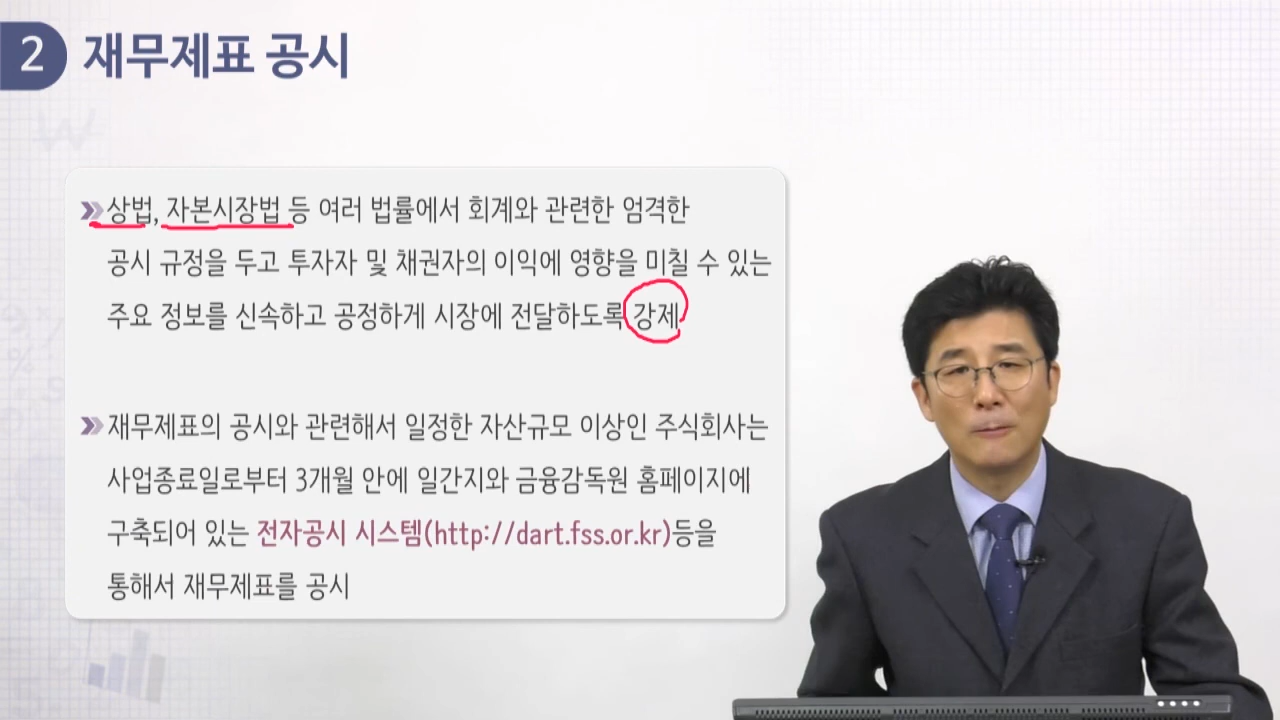 2 재무제표 공시
상법, 자본시장법 등 여러 법률에서 회계와 관련한 엄격한
공시 규정을 두고 투자자 및 채권자의 이익에 영향을 미칠 수 있는
주요 정보를 신속하고 공정하게 시장에 전달하도록 강제
재무제표의 공시와 관련해서 일정한 자산규모 이상인 주식회사는
사업종료일로부터 3개월 안에 일간지와 금융감독원 홈페이지에
구축되어 있는 전자공시 시스템(http://dart.fss.or.kr)등을
통해서 재무제표를 공시